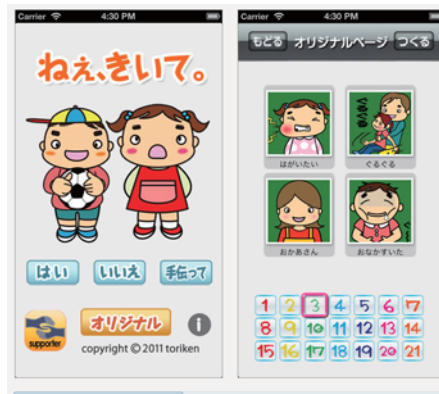 Carrier 4:30 PM
ねぇ、きいて。
はい いいえ 手伝って
supporter
オリジナル
copyright © 2011 toriken
Carrier 4:30 PM
もどる オリジナルページ つくる
はがいたい ぐるぐる
おかあさん おなかすいた
1 2 3 4 5 6 7
8 9 10 11 12 13 14
15 16 17 18 19 20 21